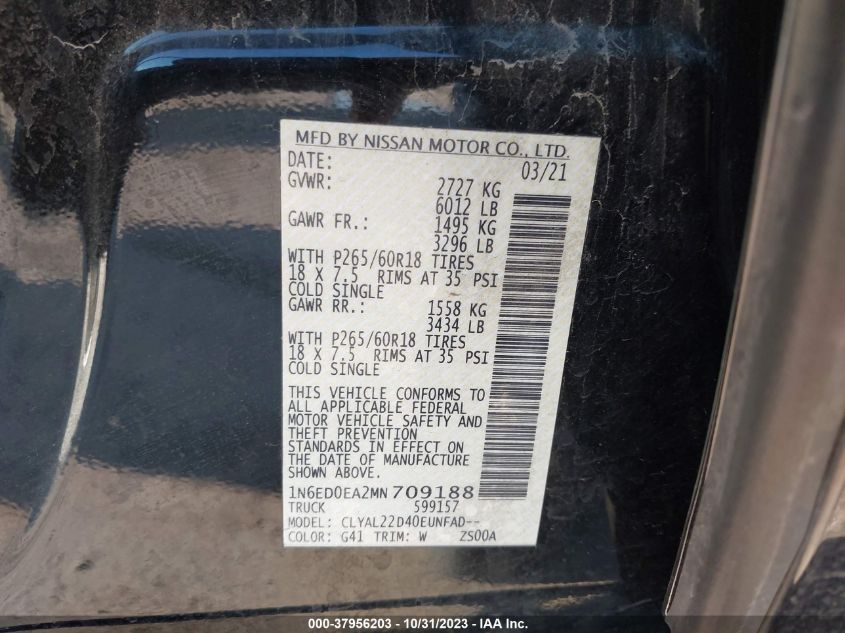 MFD BY NISSAN MOTOR CO., LTD.
DATE: 03/21
GVWR: 2727 KG
6012 LB
GAWR FR.: 1495 KG
3296 LB
WITH P265/60R18 TIRES
18 X 7.5 RIMS AT 35 PSI
COLD SINGLE
GAWR RR.: 1558 KG
3434 LB
WITH P265/60R18 TIRES
18 X 7.5 RIMS AT 35 PSI
COLD SINGLE
THIS VEHICLE CONFORMS TO
ALL APPLICABLE FEDERAL
MOTOR VEHICLE SAFETY AND
THEFT PREVENTION
STANDARDS IN EFFECT ON
THE DATE OF MANUFACTURE
SHOWN ABOVE.
1N6ED0EA2MN 709188
TRUCK 599157
MODEL: CLYAL22D40EUNFAD--
COLOR: G41 TRIM: W ZS00A
000-37956203 - 10/31/2023 - IAA Inc.